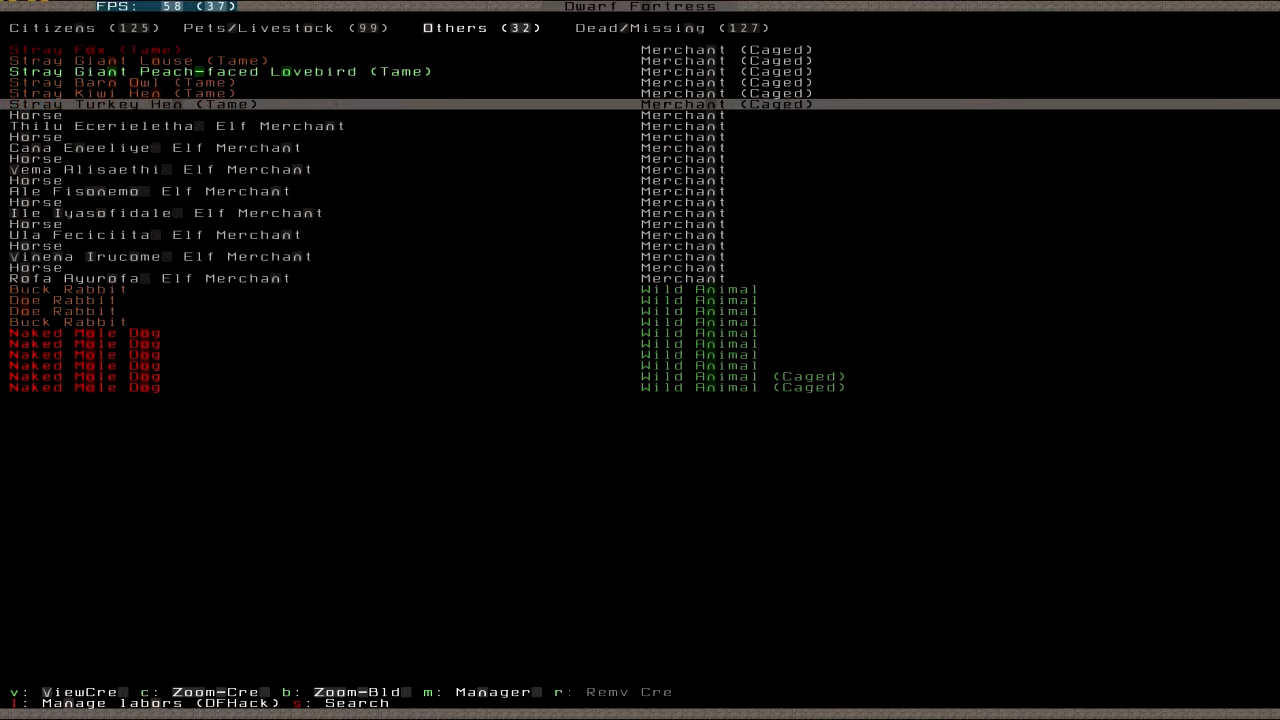 FPS: 58 (37) Dwarf Fortress
Citizens (125) Pets/Livestock (99) Others (32) Dead/Missing (127)
Stray Fox (Tame) Merchant (Caged)
Stray Giant Louse (Tame) Merchant (Caged)
Stray Giant Peach-faced Lovebird (Tame) Merchant (Caged)
Stray Barn Owl (Tame) Merchant (Caged)
Stray Kiwi Hen (Tame) Merchant (Caged)
Stray Turkey Hen (Tame) Merchant (Caged)
Horse Merchant
Thilu Ecerieletha Elf Merchant Merchant
Horse Merchant
Cana Eneeliye Elf Merchant Merchant
Horse Merchant
Vema Alisaethi Elf Merchant Merchant
Horse Merchant
Ale Fisonemo Elf Merchant Merchant
Horse Merchant
Ile Iyasofidale Elf Merchant Merchant
Horse Merchant
Ula Feciciita Elf Merchant Merchant
Horse Merchant
Vinena Irucome Elf Merchant Merchant
Horse Merchant
Rofa Ayurofa Elf Merchant Merchant
Buck Rabbit Wild Animal
Doe Rabbit Wild Animal
Doe Rabbit Wild Animal
Buck Rabbit Wild Animal
Naked Mole Dog Wild Animal
Naked Mole Dog Wild Animal
Naked Mole Dog Wild Animal
Naked Mole Dog Wild Animal
Naked Mole Dog Wild Animal (Caged)
Naked Mole Dog Wild Animal (Caged)
v: ViewCre c: Zoom-Cre b: Zoom-Bld m: Manager r: Remv Cre
l: Manage labors (DFHack) s: Search